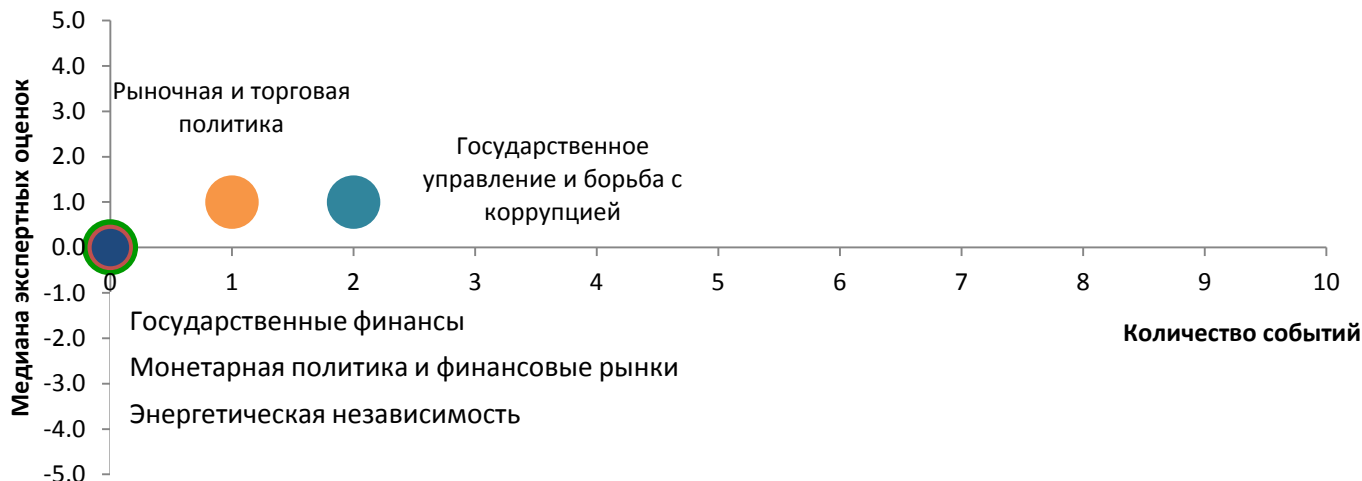 5.0
4.0
3.0
2.0
1.0
0.0
-1.0
-2.0
-3.0
-4.0
-5.0
Медиана экспертных оценок
Рыночная и торговая
политика
Государственное
управление и борьба с
коррупцией
0 1 2 3 4 5 6 7 8 9 10
Количество событий
Государственные финансы
Монетарная политика и финансовые рынки
Энергетическая независимость